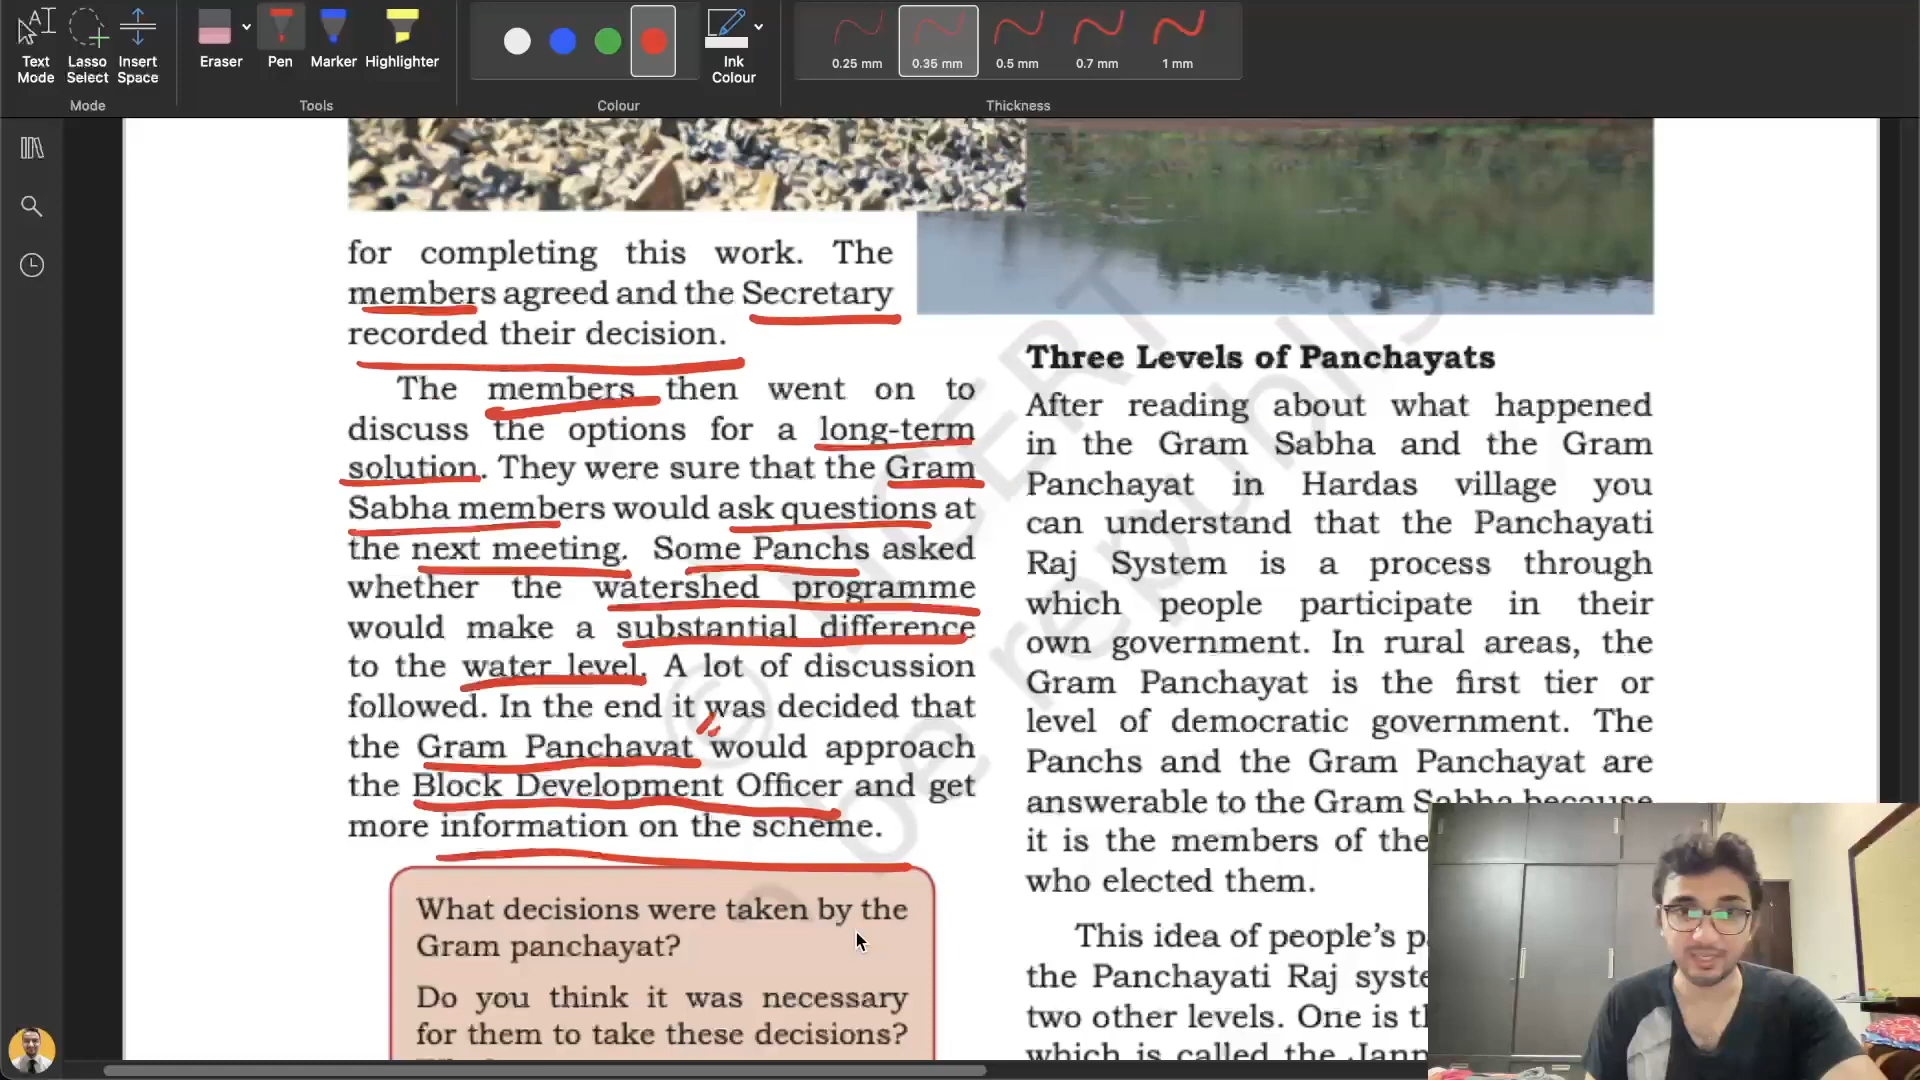 Text Mode
Lasso Select
Insert Space
Mode
Eraser
Pen
Marker
Highlighter
Tools
Colour
Ink Colour
0.25 mm
0.35 mm
0.5 mm
0.7 mm
1 mm
Thickness
for completing this work. The
members agreed and the Secretary
recorded their decision.
The members then went on to
discuss the options for a long-term
solution. They were sure that the Gram
Sabha members would ask questions at
the next meeting. Some Panchs asked
whether the watershed programme
would make a substantial difference
to the water level. A lot of discussion
followed. In the end it was decided that
the Gram Panchayat would approach
the Block Development Officer and get
more information on the scheme.
What decisions were taken by the
Gram panchayat?
Do you think it was necessary
for them to take these decisions?
Three Levels of Panchayats
After reading about what happened
in the Gram Sabha and the Gram
Panchayat in Hardas village you
can understand that the Panchayati
Raj System is a process through
which people participate in their
own government. In rural areas, the
Gram Panchayat is the first tier or
level of democratic government. The
Panchs and the Gram Panchayat are
answerable to the Gram Sabha because
it is the members of the
who elected them.
This idea of people's
the Panchayati Raj
two other levels. One is
which is called the
© NCERT
be republis